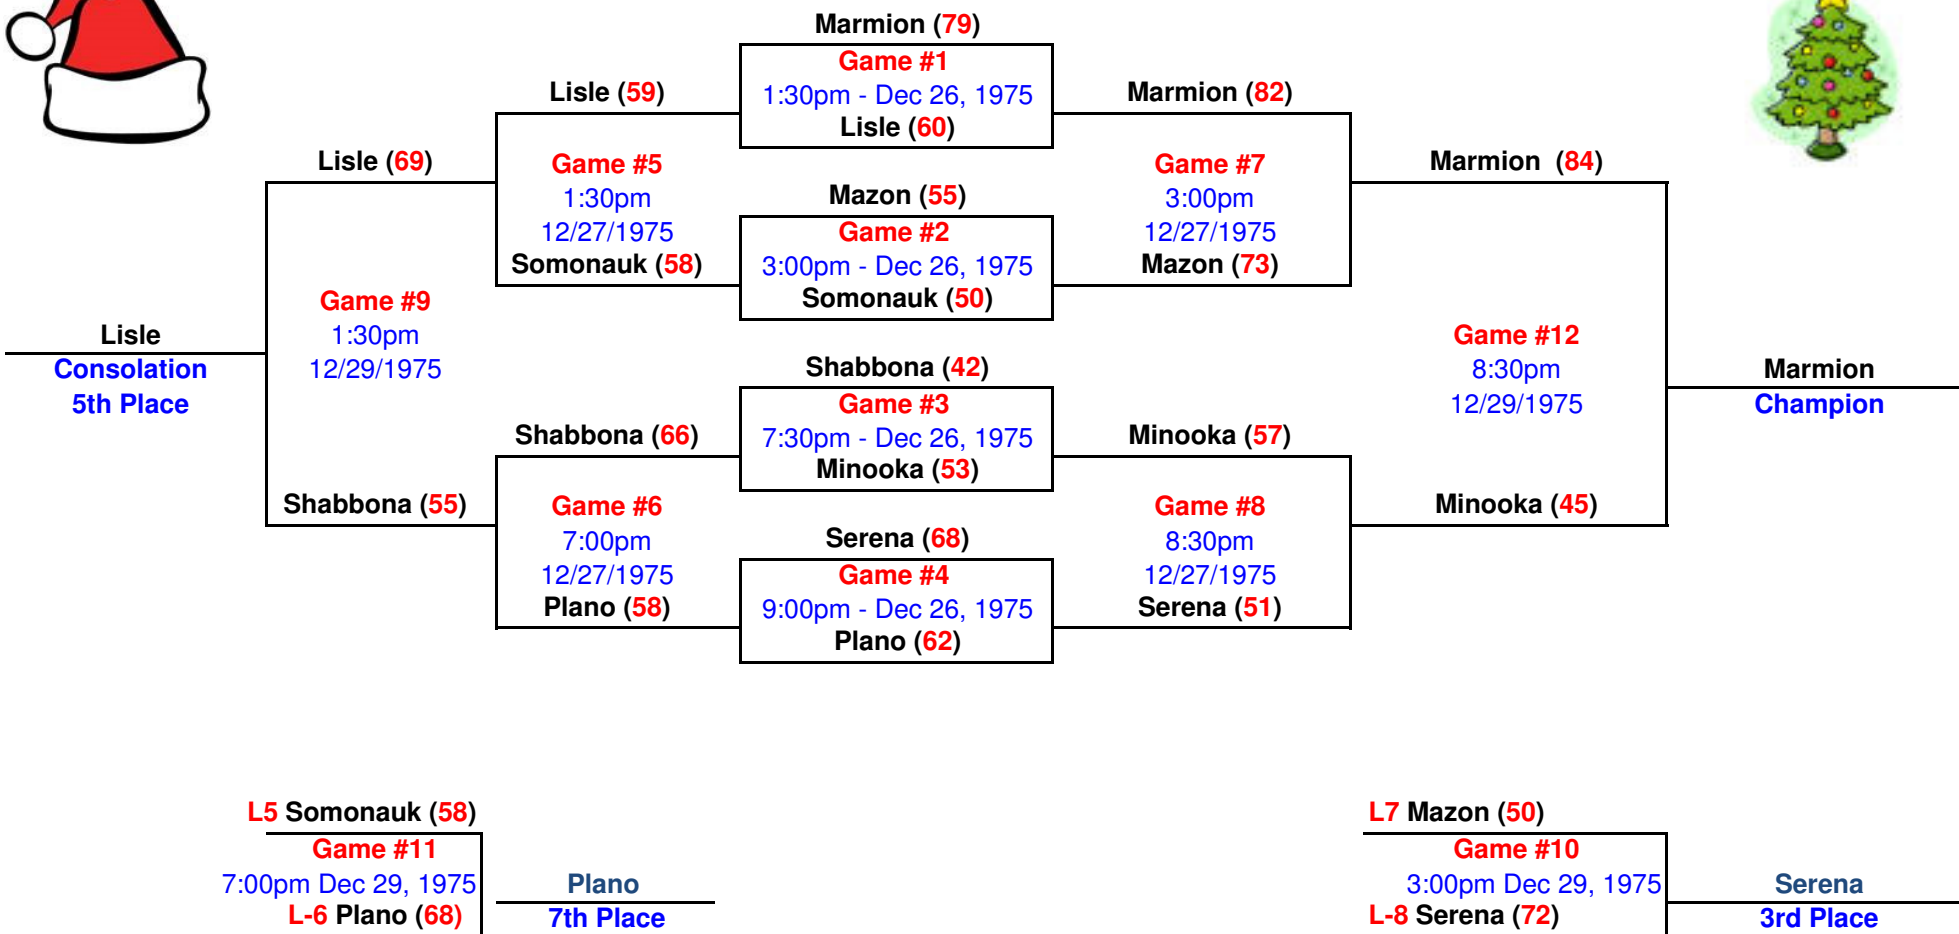 Marmion (79)
Game #1
Lisle (59)
1:30pm - Dec 26, 1975
Marmion (82)
Lisle (60)
Lisle (69)
Game #5
Game #7
Marmion (84)
1:30pm
Mazon (55)
3:00pm
12/27/1975
Game #2
12/27/1975
Somonauk (58)
3:00pm - Dec 26, 1975
Mazon (73)
Game #9
Somonauk (50)
Lisle
1:30pm
Game #12
Consolation
12/29/1975
Shabbona (42)
8:30pm
Marmion
5th Place
Game #3
12/29/1975
Champion
Shabbona (66)
7:30pm - Dec 26, 1975
Minooka (57)
Minooka (53)
Shabbona (55)
Game #6
Game #8
Minooka (45)
7:00pm
Serena (68)
8:30pm
12/27/1975
Game #4
12/27/1975
Plano (58)
9:00pm - Dec 26, 1975
Serena (51)
Plano (62)
L5 Somonauk (58)
L7 Mazon (50)
Game #11
Game #10
7:00pm Dec 29, 1975
Plano
3:00pm Dec 29, 1975
Serena
L-6 Plano (68)
7th Place
L-8 Serena (72)
3rd Place